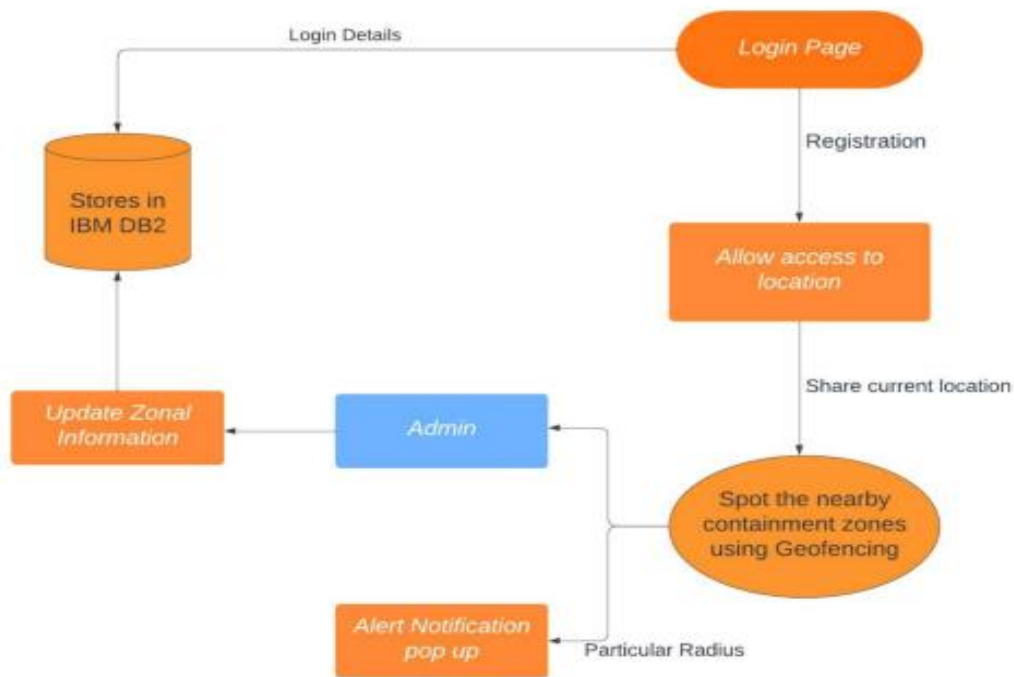 Login Details
Login Page
Registration
Stores in
IBM DB2
Allow access to
location
Share current location
Update Zonal
Information
Admin
Spot the nearby
containment zones
using Geofencing
Alert Notification
pop up
Particular Radius